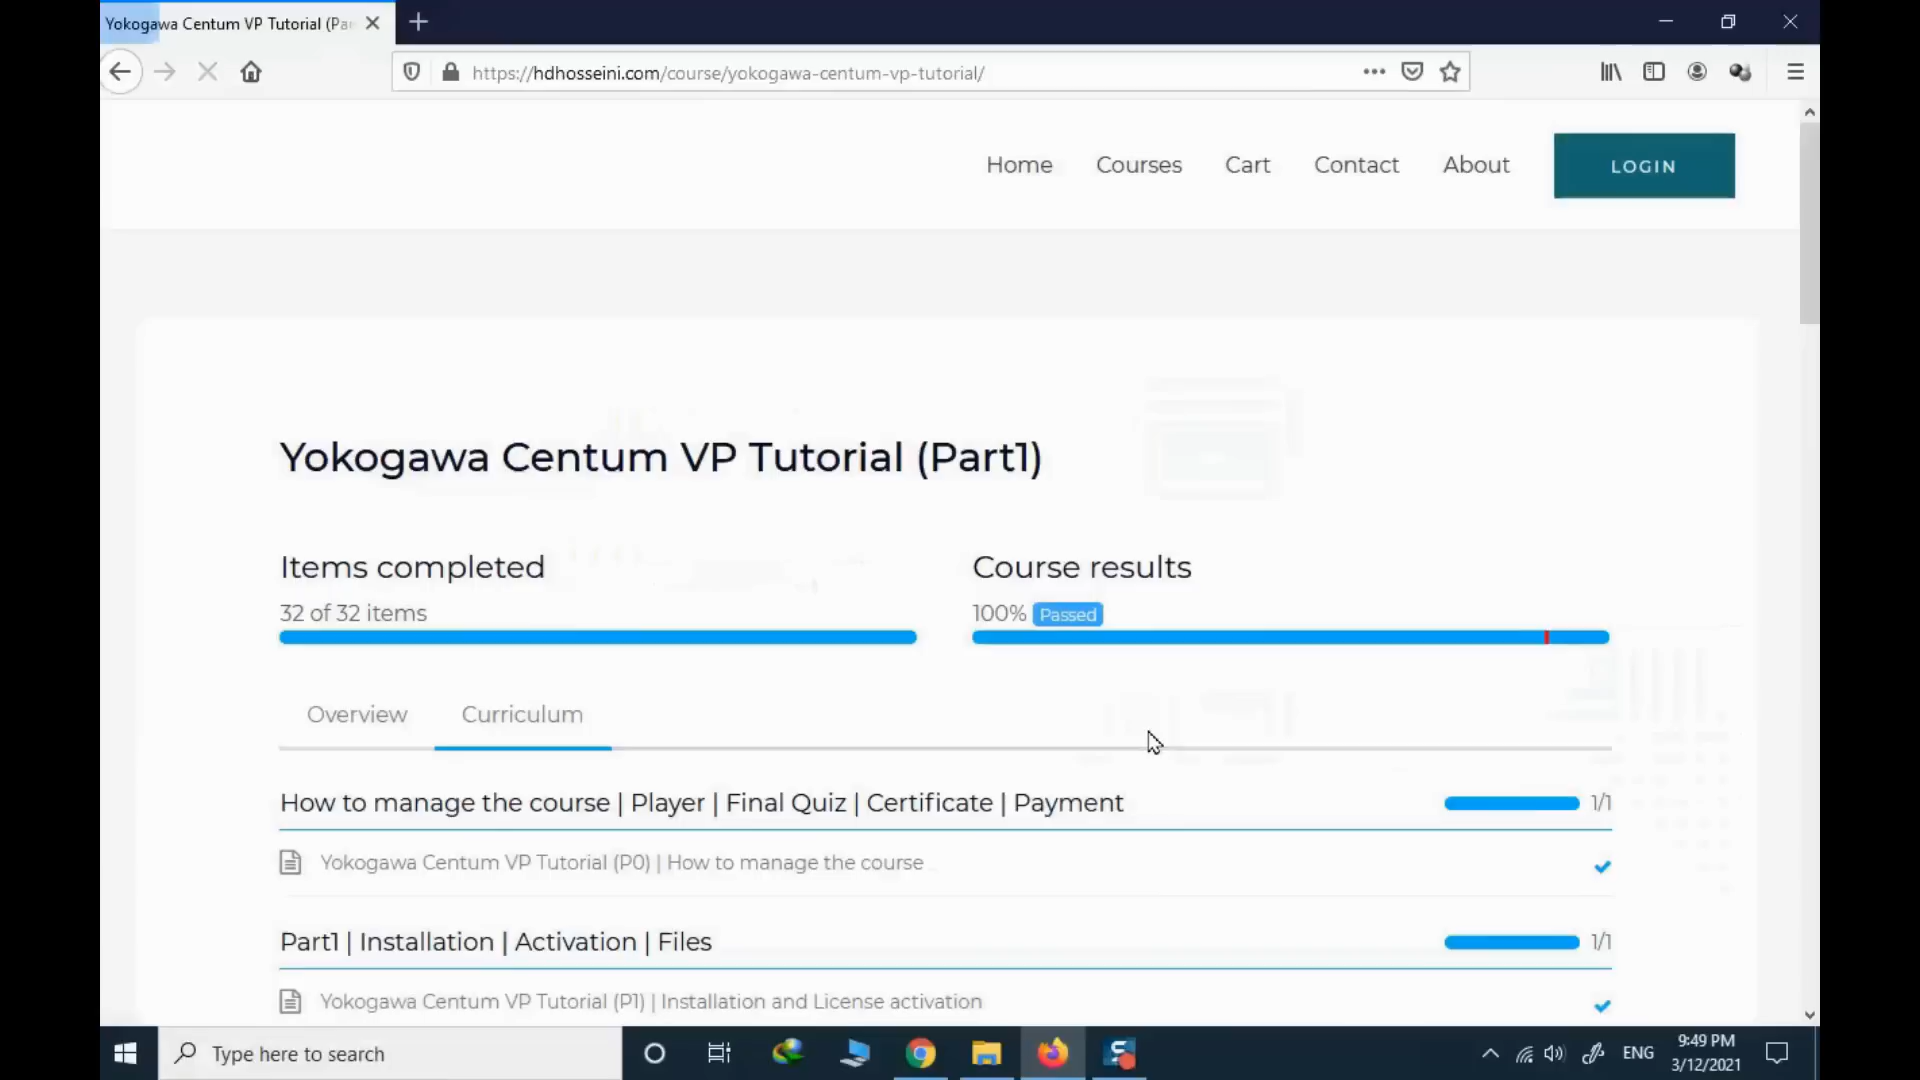 Yokogawa Centum VP Tutorial (Par
https://hdhosseini.com/course/yokogawa-centum-vp-tutorial/
Home Courses Cart Contact About LOGIN
Yokogawa Centum VP Tutorial (Part1)
Items completed
32 of 32 items
Course results
100% Passed
Overview Curriculum
How to manage the course | Player | Final Quiz | Certificate | Payment 1/1
Yokogawa Centum VP Tutorial (P0) | How to manage the course
Part1 | Installation | Activation | Files 1/1
Yokogawa Centum VP Tutorial (P1) | Installation and License activation
Type here to search
ENG
9:49 PM
3/12/2021